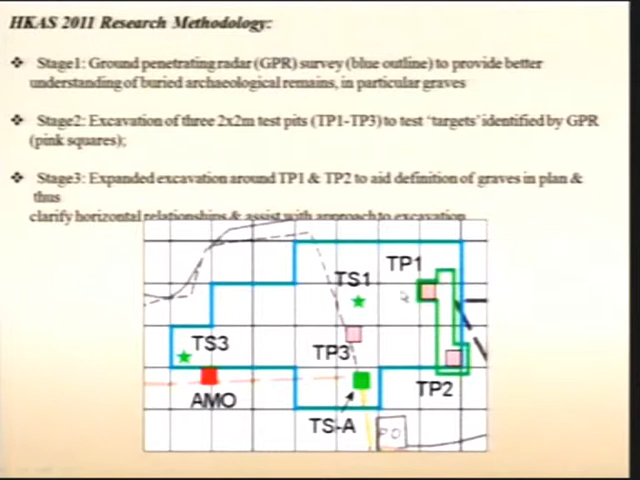 HKAS 2011 Research Methodology:
❖ Stage1: Ground penetrating radar (GPR) survey (blue outline) to provide better
understanding of buried archaeological remains, in particular graves
❖ Stage2: Excavation of three 2x2m test pits (TP1-TP3) to test 'targets' identified by GPR
(pink squares);
❖ Stage3: Expanded excavation around TP1 & TP2 to aid definition of graves in plan &
thus
clarify horizontal relationships & assist with approach to excavation
TP1
TS1
TS3
TP3
TP2
AMO
TS-A
PO